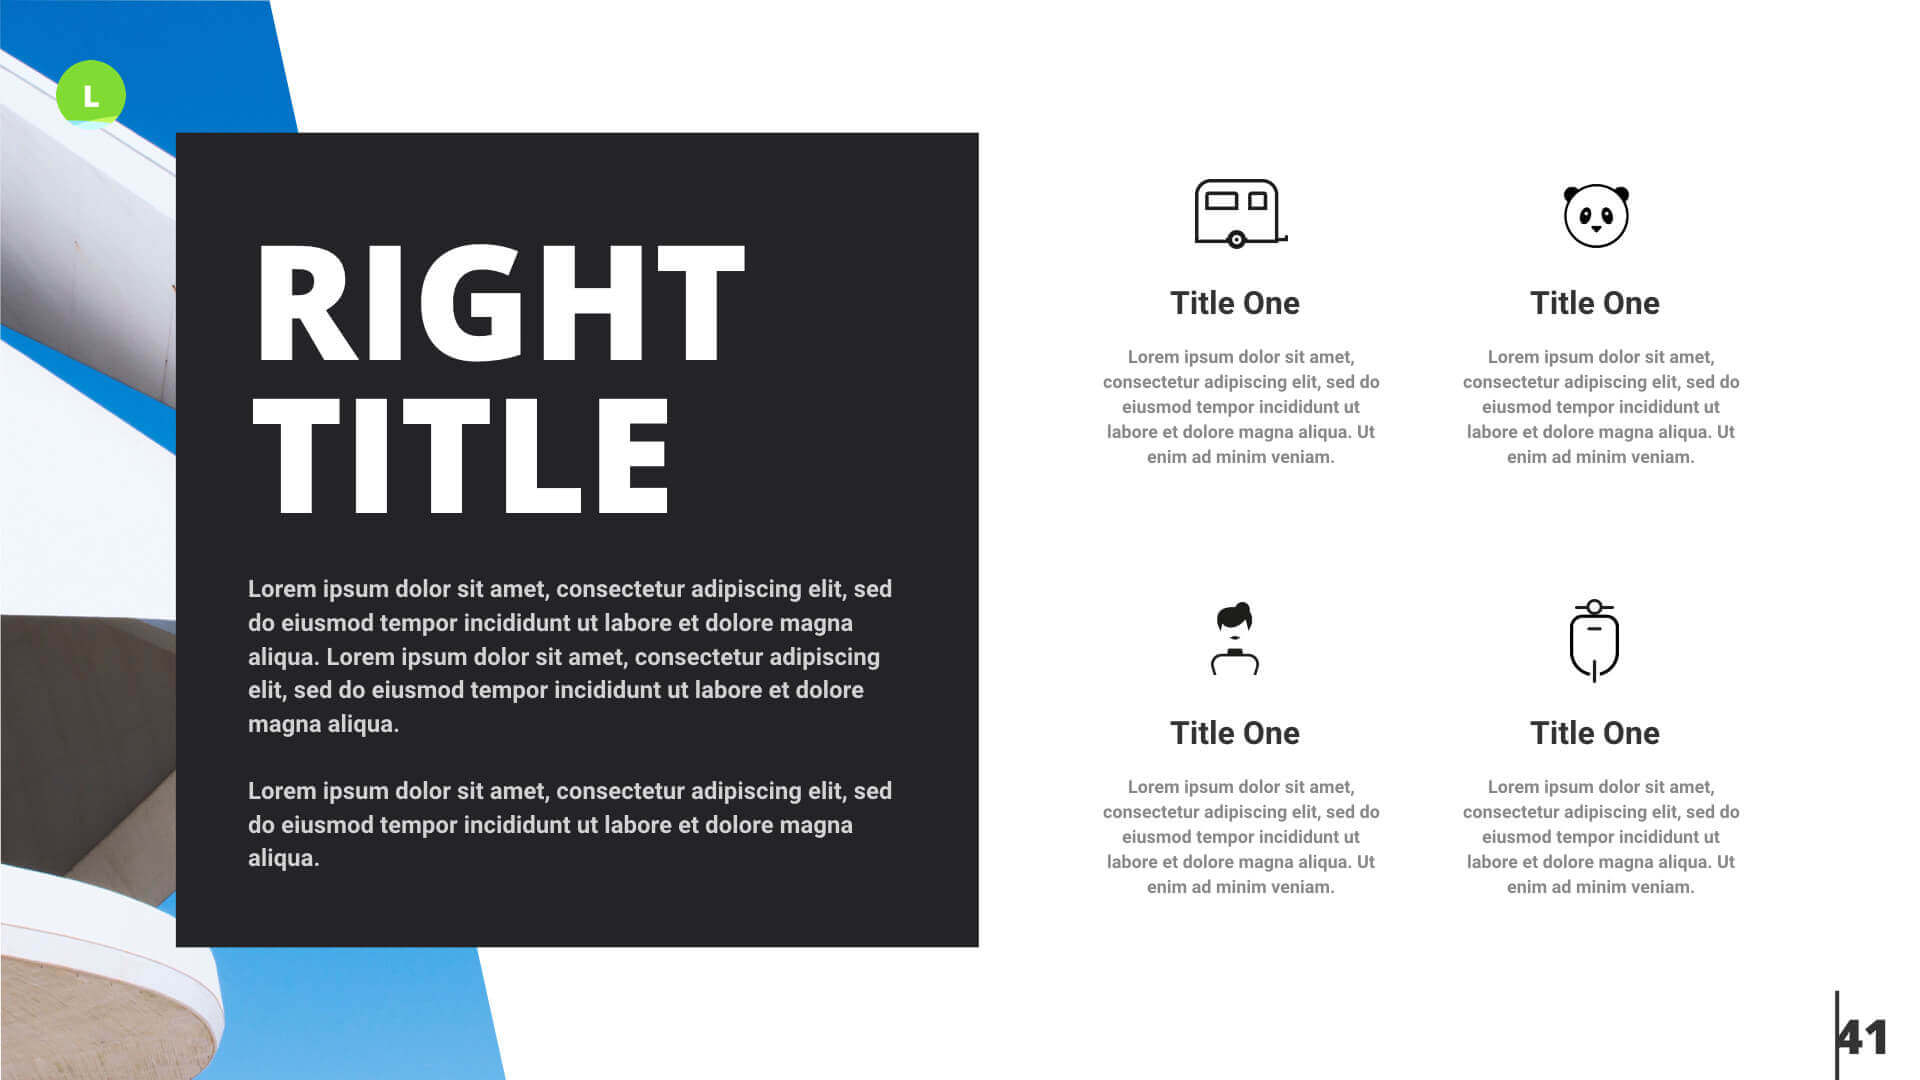 L
RIGHT
TITLE
Lorem ipsum dolor sit amet, consectetur adipiscing elit, sed
do eiusmod tempor incididunt ut labore et dolore magna
aliqua. Lorem ipsum dolor sit amet, consectetur adipiscing
elit, sed do eiusmod tempor incididunt ut labore et dolore
magna aliqua.
Lorem ipsum dolor sit amet, consectetur adipiscing elit, sed
do eiusmod tempor incididunt ut labore et dolore magna
aliqua.
Title One
Lorem ipsum dolor sit amet,
consectetur adipiscing elit, sed do
eiusmod tempor incididunt ut
labore et dolore magna aliqua. Ut
enim ad minim veniam.
Title One
Lorem ipsum dolor sit amet,
consectetur adipiscing elit, sed do
eiusmod tempor incididunt ut
labore et dolore magna aliqua. Ut
enim ad minim veniam.
Title One
Lorem ipsum dolor sit amet,
consectetur adipiscing elit, sed do
eiusmod tempor incididunt ut
labore et dolore magna aliqua. Ut
enim ad minim veniam.
Title One
Lorem ipsum dolor sit amet,
consectetur adipiscing elit, sed do
eiusmod tempor incididunt ut
labore et dolore magna aliqua. Ut
enim ad minim veniam.
41